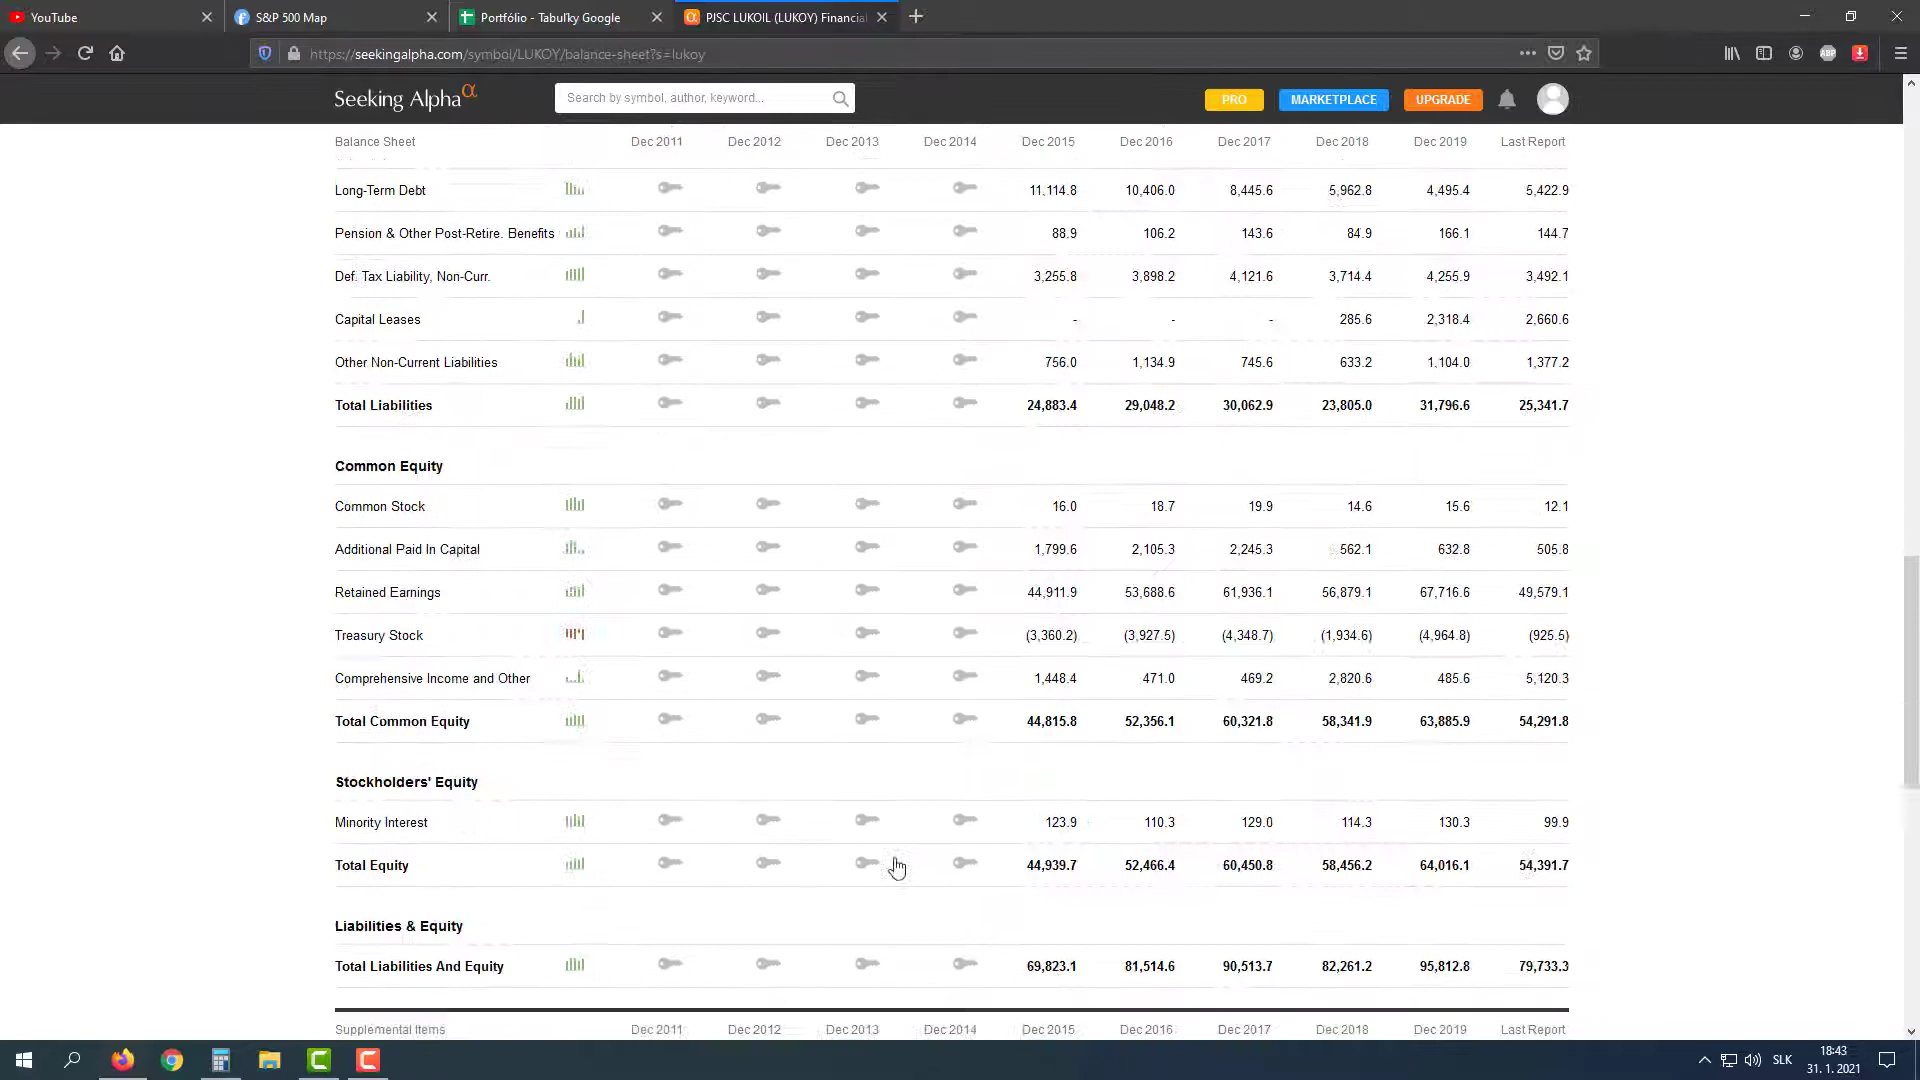 YouTube S&P 500 Map Portfólio - Tabuľky Google PJSC LUKOIL (LUKOY) Financial
https://seekingalpha.com/symbol/LUKOY/balance-sheet?s=lukoy
Seeking Alpha α Search by symbol, author, keyword... PRO MARKETPLACE UPGRADE
Balance Sheet Dec 2011 Dec 2012 Dec 2013 Dec 2014 Dec 2015 Dec 2016 Dec 2017 Dec 2018 Dec 2019 Last Report
Long-Term Debt 11,114.8 10,406.0 8,445.6 5,962.8 4,495.4 5,422.9
Pension & Other Post-Retire. Benefits 88.9 106.2 143.6 84.9 166.1 144.7
Def. Tax Liability, Non-Curr. 3,255.8 3,898.2 4,121.6 3,714.4 4,255.9 3,492.1
Capital Leases - - - 285.6 2,318.4 2,660.6
Other Non-Current Liabilities 756.0 1,134.9 745.6 633.2 1,104.0 1,377.2
Total Liabilities 24,883.4 29,048.2 30,062.9 23,805.0 31,796.6 25,341.7
Common Equity
Common Stock 16.0 18.7 19.9 14.6 15.6 12.1
Additional Paid In Capital 1,799.6 2,105.3 2,245.3 562.1 632.8 505.8
Retained Earnings 44,911.9 53,688.6 61,936.1 56,879.1 67,716.6 49,579.1
Treasury Stock (3,360.2) (3,927.5) (4,348.7) (1,934.6) (4,964.8) (925.5)
Comprehensive Income and Other 1,448.4 471.0 469.2 2,820.6 485.6 5,120.3
Total Common Equity 44,815.8 52,356.1 60,321.8 58,341.9 63,885.9 54,291.8
Stockholders' Equity
Minority Interest 123.9 110.3 129.0 114.3 130.3 99.9
Total Equity 44,939.7 52,466.4 60,450.8 58,456.2 64,016.1 54,391.7
Liabilities & Equity
Total Liabilities And Equity 69,823.1 81,514.6 90,513.7 82,261.2 95,812.8 79,733.3
Supplemental Items Dec 2011 Dec 2012 Dec 2013 Dec 2014 Dec 2015 Dec 2016 Dec 2017 Dec 2018 Dec 2019 Last Report
SLK 18:43
31. 1. 2021